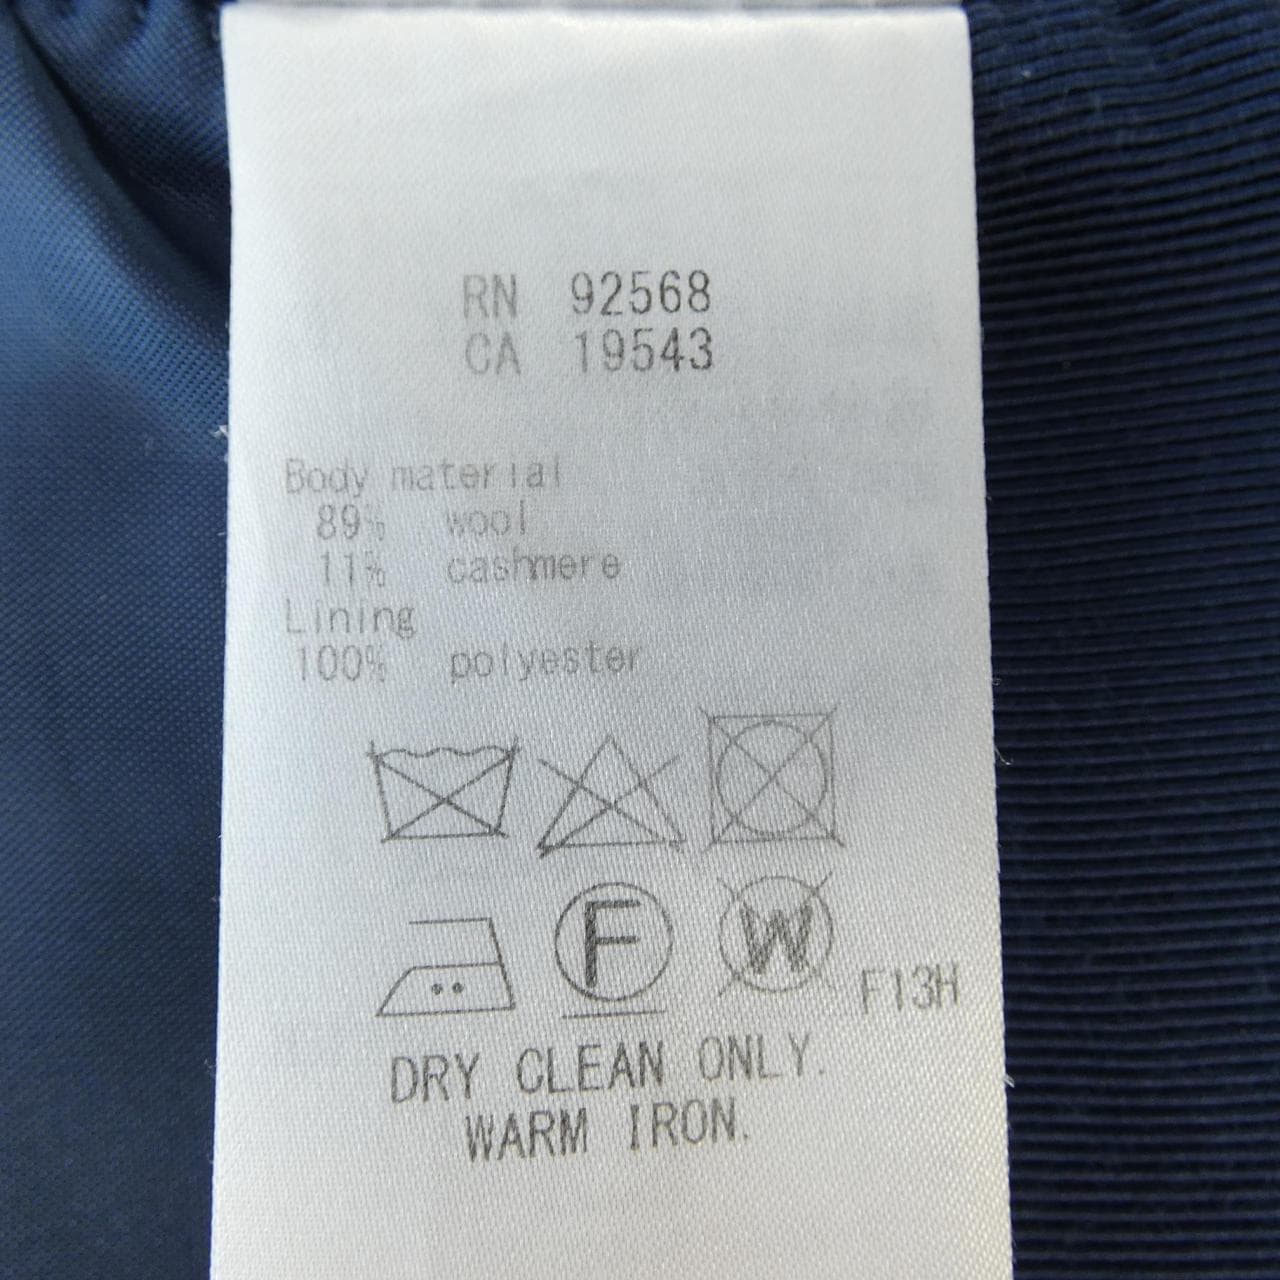 RN 92568
CA 19543
Body material
89% wool
11% cashmere
Lining
100% polyester
F W F13H
DRY CLEAN ONLY.
WARM IRON.